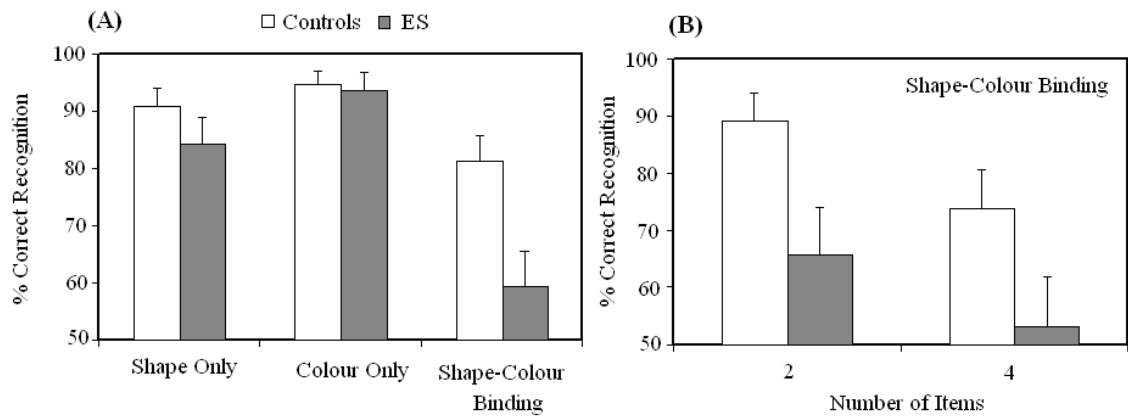 (A)
Controls ES
% Correct Recognition
100
90
80
70
60
50
Shape Only
Colour Only
Shape-Colour
Binding
(B)
Shape-Colour Binding
% Correct Recognition
100
90
80
70
60
50
2
4
Number of Items